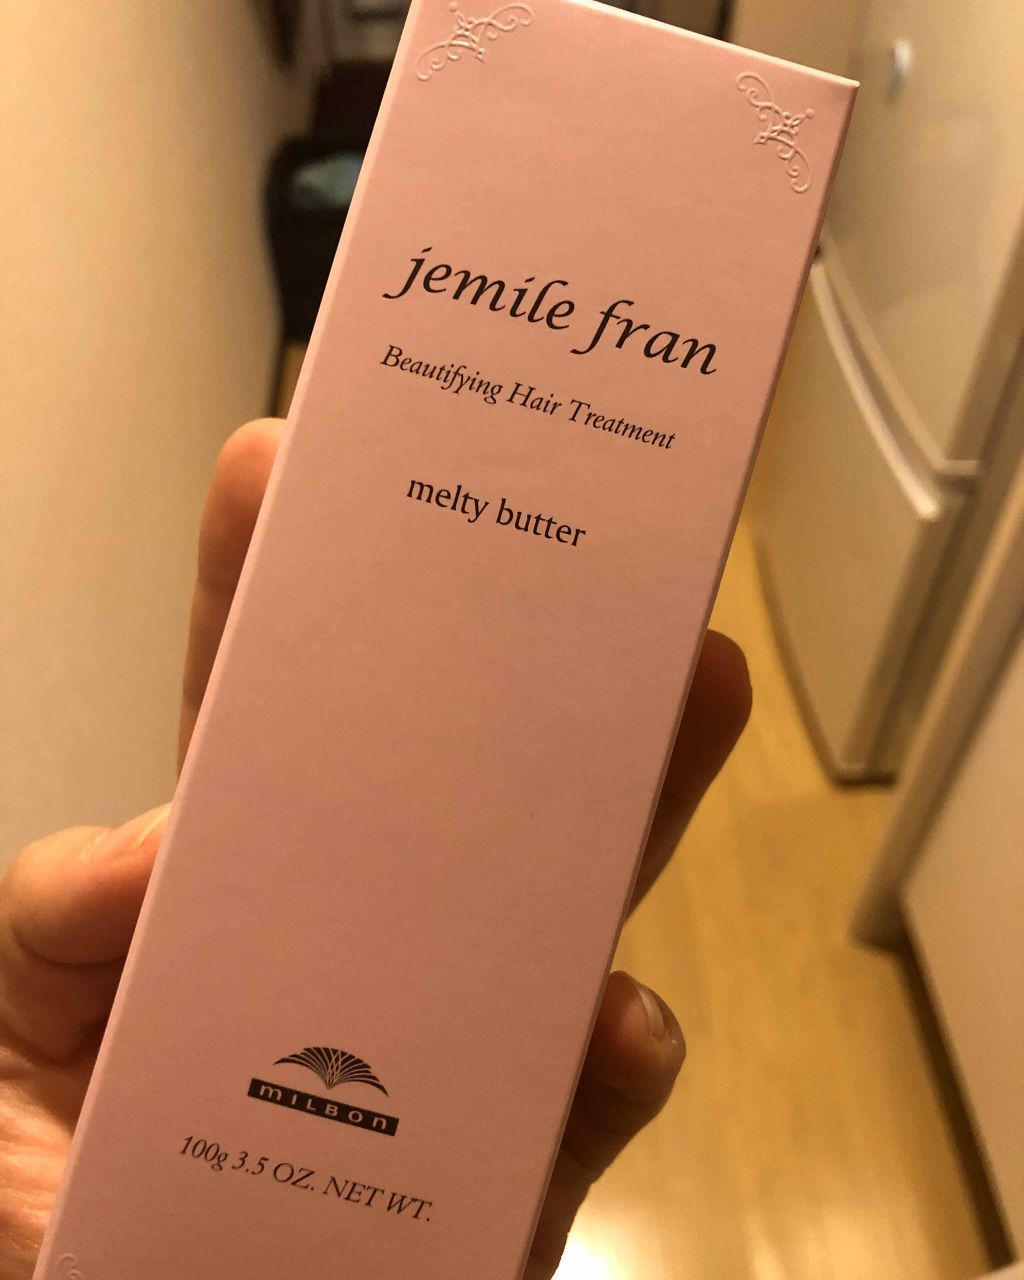 jemile fran
Beautifying Hair Treatment
melty butter
MILBON
100g 3.5 OZ. NET WT.